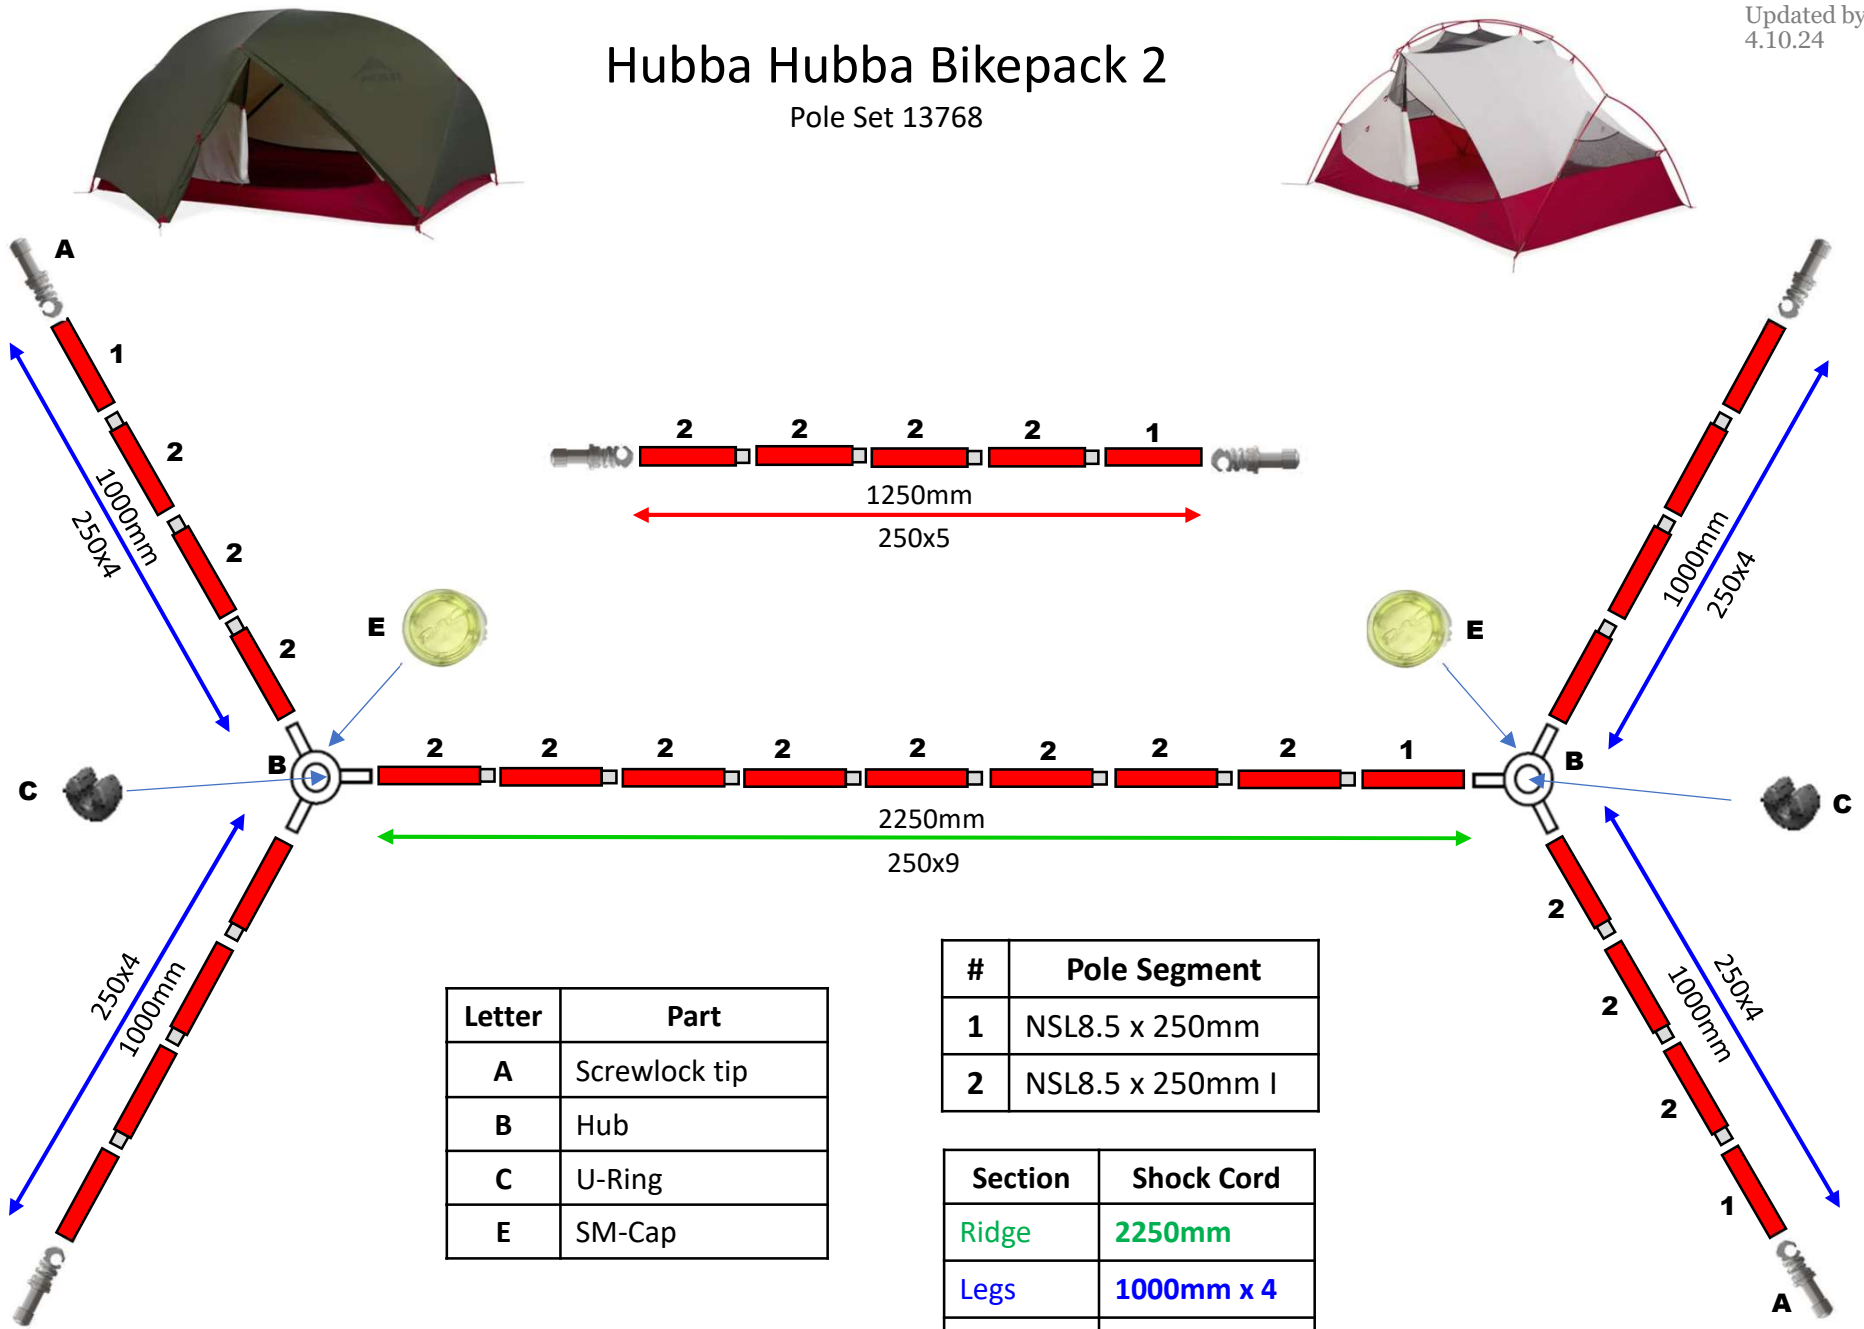 Updated by
4.10.24
Hubba Hubba Bikepack 2
Pole Set 13768
A
1
2
2
2
1000mm
250x4
2 2 2 2 1
1250mm
250x5
1000mm
250x4
E
E
B
C
2 2 2 2 2 2 2 2 1
2250mm
250x9
B
C
250x4
1000mm
2
2
2
1
250x4
1000mm
A
Letter Part
A Screwlock tip
B Hub
C U-Ring
E SM-Cap
# Pole Segment
1 NSL8.5 x 250mm
2 NSL8.5 x 250mm I
Section Shock Cord
Ridge 2250mm
Legs 1000mm x 4